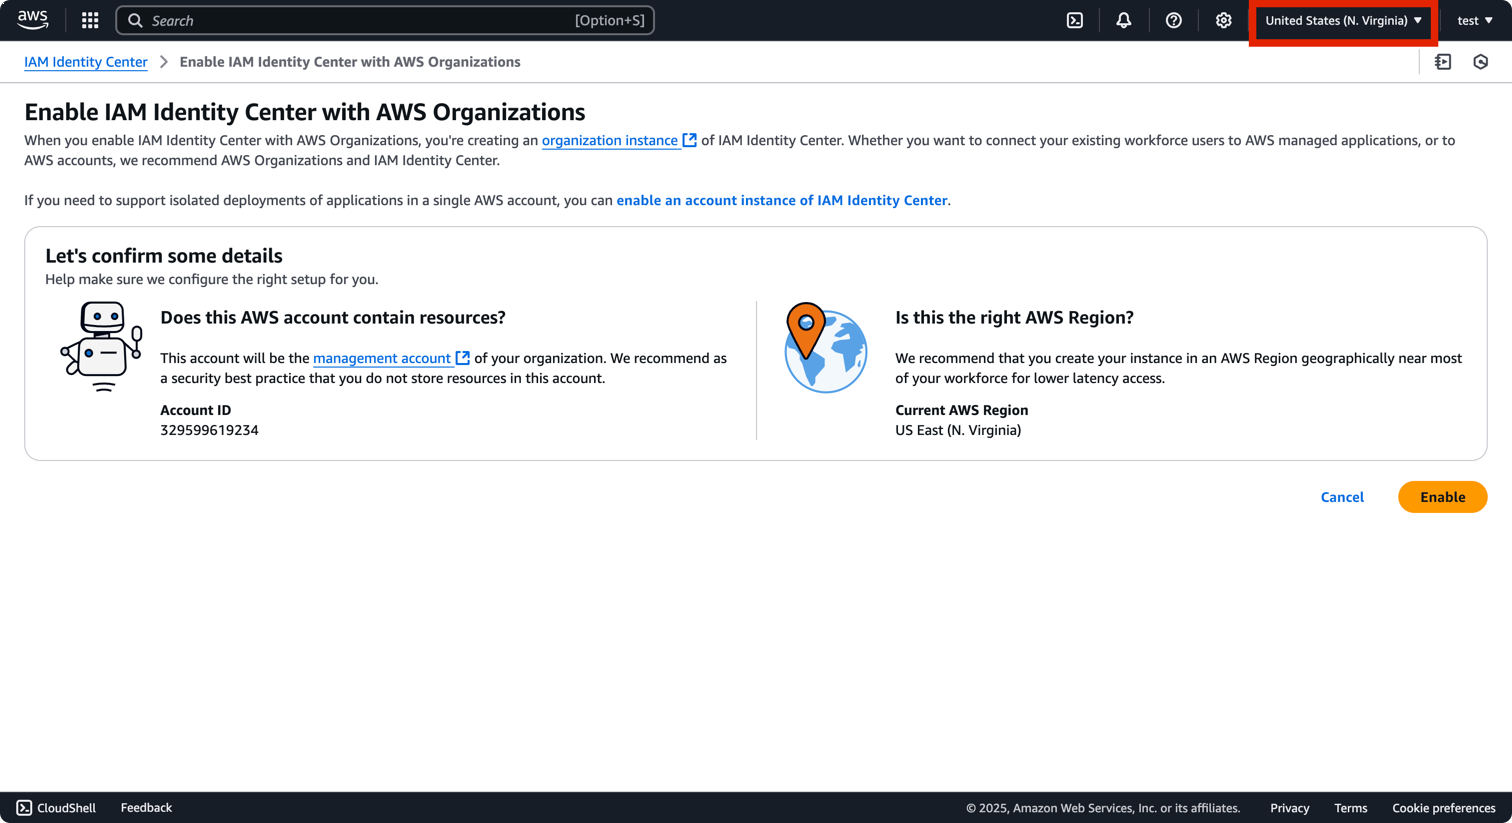 aws Search [Option+S] United States (N. Virginia) test
IAM Identity Center Enable IAM Identity Center with AWS Organizations
Enable IAM Identity Center with AWS Organizations
When you enable IAM Identity Center with AWS Organizations, you're creating an organization instance of IAM Identity Center. Whether you want to connect your existing workforce users to AWS managed applications, or to
AWS accounts, we recommend AWS Organizations and IAM Identity Center.
If you need to support isolated deployments of applications in a single AWS account, you can enable an account instance of IAM Identity Center.
Let's confirm some details
Help make sure we configure the right setup for you.
Does this AWS account contain resources?
This account will be the management account of your organization. We recommend as
a security best practice that you do not store resources in this account.
Account ID
329599619234
Is this the right AWS Region?
We recommend that you create your instance in an AWS Region geographically near most
of your workforce for lower latency access.
Current AWS Region
US East (N. Virginia)
Cancel Enable
CloudShell Feedback © 2025, Amazon Web Services, Inc. or its affiliates. Privacy Terms Cookie preferences